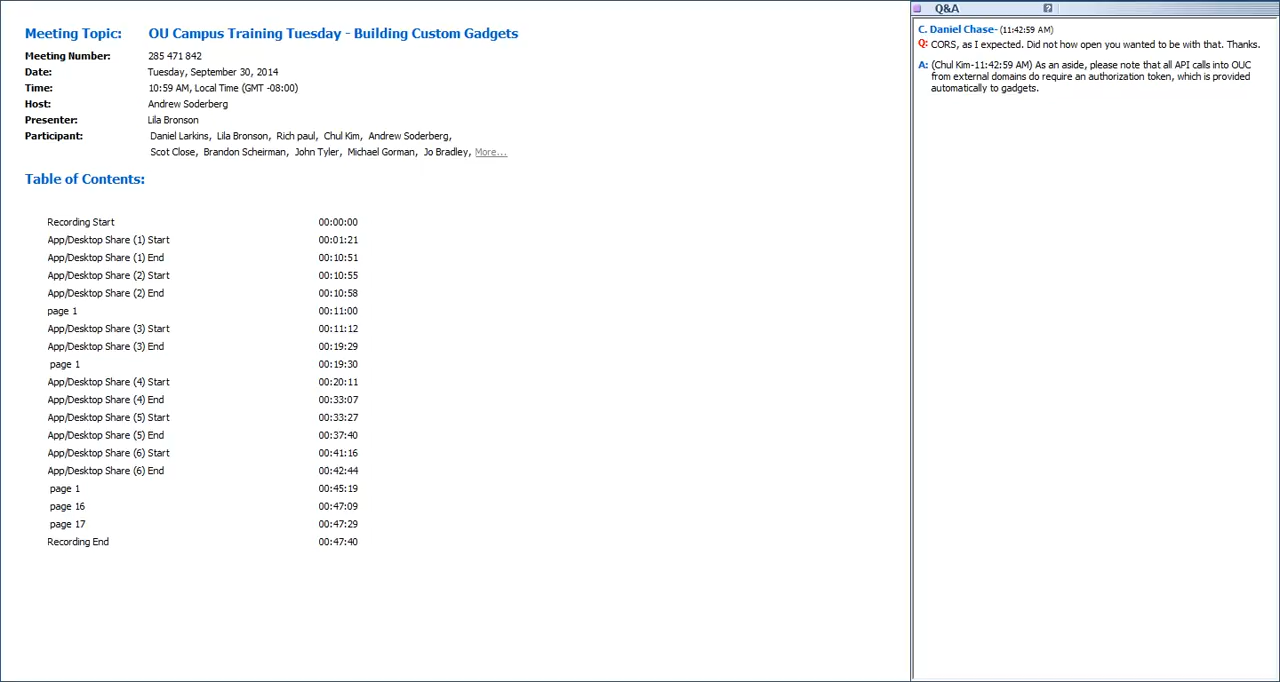 Meeting Topic: OU Campus Training Tuesday - Building Custom Gadgets
Meeting Number: 285 471 842
Date: Tuesday, September 30, 2014
Time: 10:59 AM, Local Time (GMT -08:00)
Host: Andrew Soderberg
Presenter: Lila Bronson
Participant: Daniel Larkins, Lila Bronson, Rich paul, Chul Kim, Andrew Soderberg,
Scot Close, Brandon Scheirman, John Tyler, Michael Gorman, Jo Bradley, More...
Table of Contents:
Recording Start 00:00:00
App/Desktop Share (1) Start 00:01:21
App/Desktop Share (1) End 00:10:51
App/Desktop Share (2) Start 00:10:55
App/Desktop Share (2) End 00:10:58
page 1 00:11:00
App/Desktop Share (3) Start 00:11:12
App/Desktop Share (3) End 00:19:29
page 1 00:19:30
App/Desktop Share (4) Start 00:20:11
App/Desktop Share (4) End 00:33:07
App/Desktop Share (5) Start 00:33:27
App/Desktop Share (5) End 00:37:40
App/Desktop Share (6) Start 00:41:16
App/Desktop Share (6) End 00:42:44
page 1 00:45:19
page 16 00:47:09
page 17 00:47:29
Recording End 00:47:40
Q&A ?
C. Daniel Chase- (11:42:59 AM)
Q: CORS, as I expected. Did not how open you wanted to be with that. Thanks.
A: (Chul Kim-11:42:59 AM) As an aside, please note that all API calls into OUC
from external domains do require an authorization token, which is provided
automatically to gadgets.